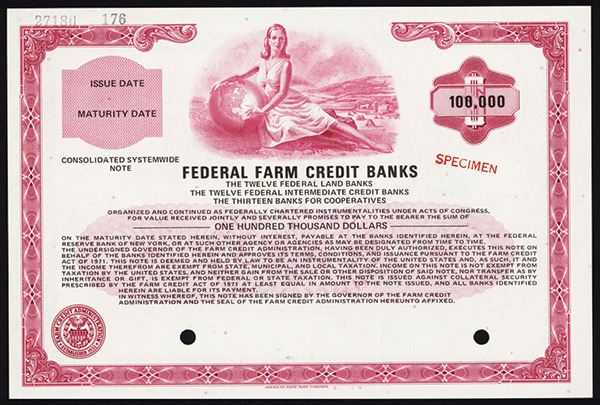 27180 176
ISSUE DATE
MATURITY DATE
100,000
CONSOLIDATED SYSTEMWIDE
NOTE
SPECIMEN
FEDERAL FARM CREDIT BANKS
THE TWELVE FEDERAL LAND BANKS
THE TWELVE FEDERAL INTERMEDIATE CREDIT BANKS
THE THIRTEEN BANKS FOR COOPERATIVES
ORGANIZED AND CONTINUED AS FEDERALLY CHARTERED INSTRUMENTALITIES UNDER ACTS OF CONGRESS,
FOR VALUE RECEIVED JOINTLY AND SEVERALLY PROMISES TO PAY TO THE BEARER THE SUM OF
ONE HUNDRED THOUSAND DOLLARS
ON THE MATURITY DATE STATED HEREIN, WITHOUT INTEREST, PAYABLE AT THE BANKS IDENTIFIED HEREIN, AT THE FEDERAL
RESERVE BANK OF NEW YORK, OR AT SUCH OTHER AGENCY OR AGENCIES AS MAY BE DESIGNATED FROM TIME TO TIME.
THE UNDERSIGNED GOVERNOR OF THE FARM CREDIT ADMINISTRATION, HAVING BEEN DULY AUTHORIZED, EXECUTES THIS NOTE ON
BEHALF OF THE BANKS IDENTIFIED HEREIN AND APPROVES ITS TERMS, CONDITIONS, AND ISSUANCE PURSUANT TO THE FARM CREDIT
ACT OF 1971. THIS NOTE IS DEEMED AND HELD BY LAW TO BE AN INSTRUMENTALITY OF THE UNITED STATES AND, AS SUCH, IT AND
THE INCOME THEREFROM ARE EXEMPT FROM STATE, MUNICIPAL, AND LOCAL TAXATION. INCOME ON THIS NOTE IS NOT EXEMPT FROM
TAXATION BY THE UNITED STATES, AND NEITHER GAIN FROM THE SALE OR OTHER DISPOSITION OF SAID NOTE, NOR TRANSFER AS BY
INHERITANCE OR GIFT, IS EXEMPT FROM FEDERAL OR STATE TAXATION. THIS NOTE IS ISSUED AGAINST COLLATERAL SECURITY
PRESCRIBED BY THE FARM CREDIT ACT OF 1971 AT LEAST EQUAL IN AMOUNT TO THE NOTE ISSUED, AND ALL BANKS IDENTIFIED
HEREIN ARE LIABLE FOR ITS PAYMENT.
IN WITNESS WHEREOF, THIS NOTE HAS BEEN SIGNED BY THE GOVERNOR OF THE FARM CREDIT
ADMINISTRATION AND THE SEAL OF THE FARM CREDIT ADMINISTRATION HEREUNTO AFFIXED.
FARM CREDIT ADMINISTRATION
AMERICAN BANK NOTE COMPANY